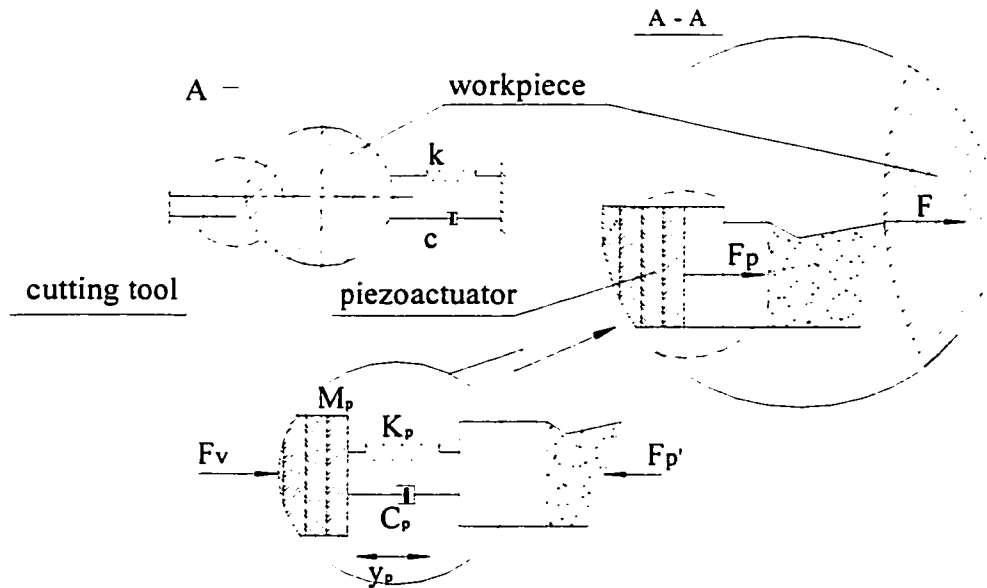 A - A
A
workpiece
k
c
F
Fp
cutting tool
piezoactuator
Mp
Kp
Fv
Fp'
Cp
yp